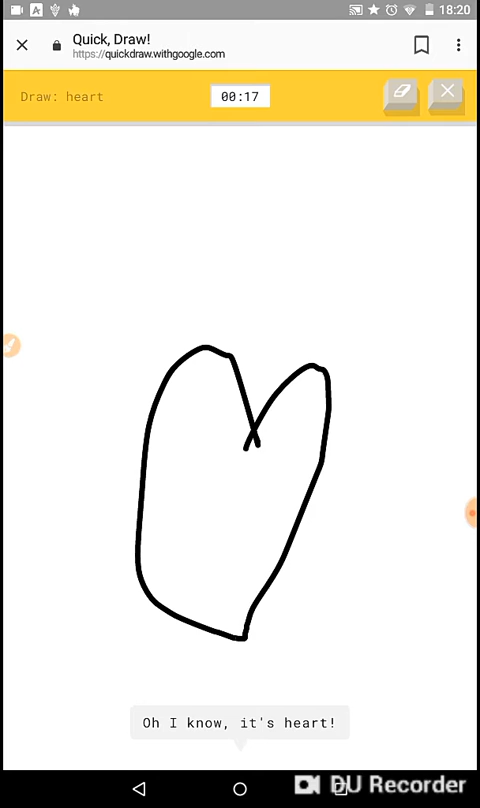 18:20
Quick, Draw!
https://quickdraw.withgoogle.com
Draw: heart
00:17
Oh I know, it's heart!
DU Recorder